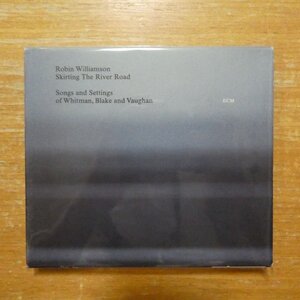 Robin Williamson
Skirting The River Road
Songs and Settings
of Whitman, Blake and Vaughan
ECM